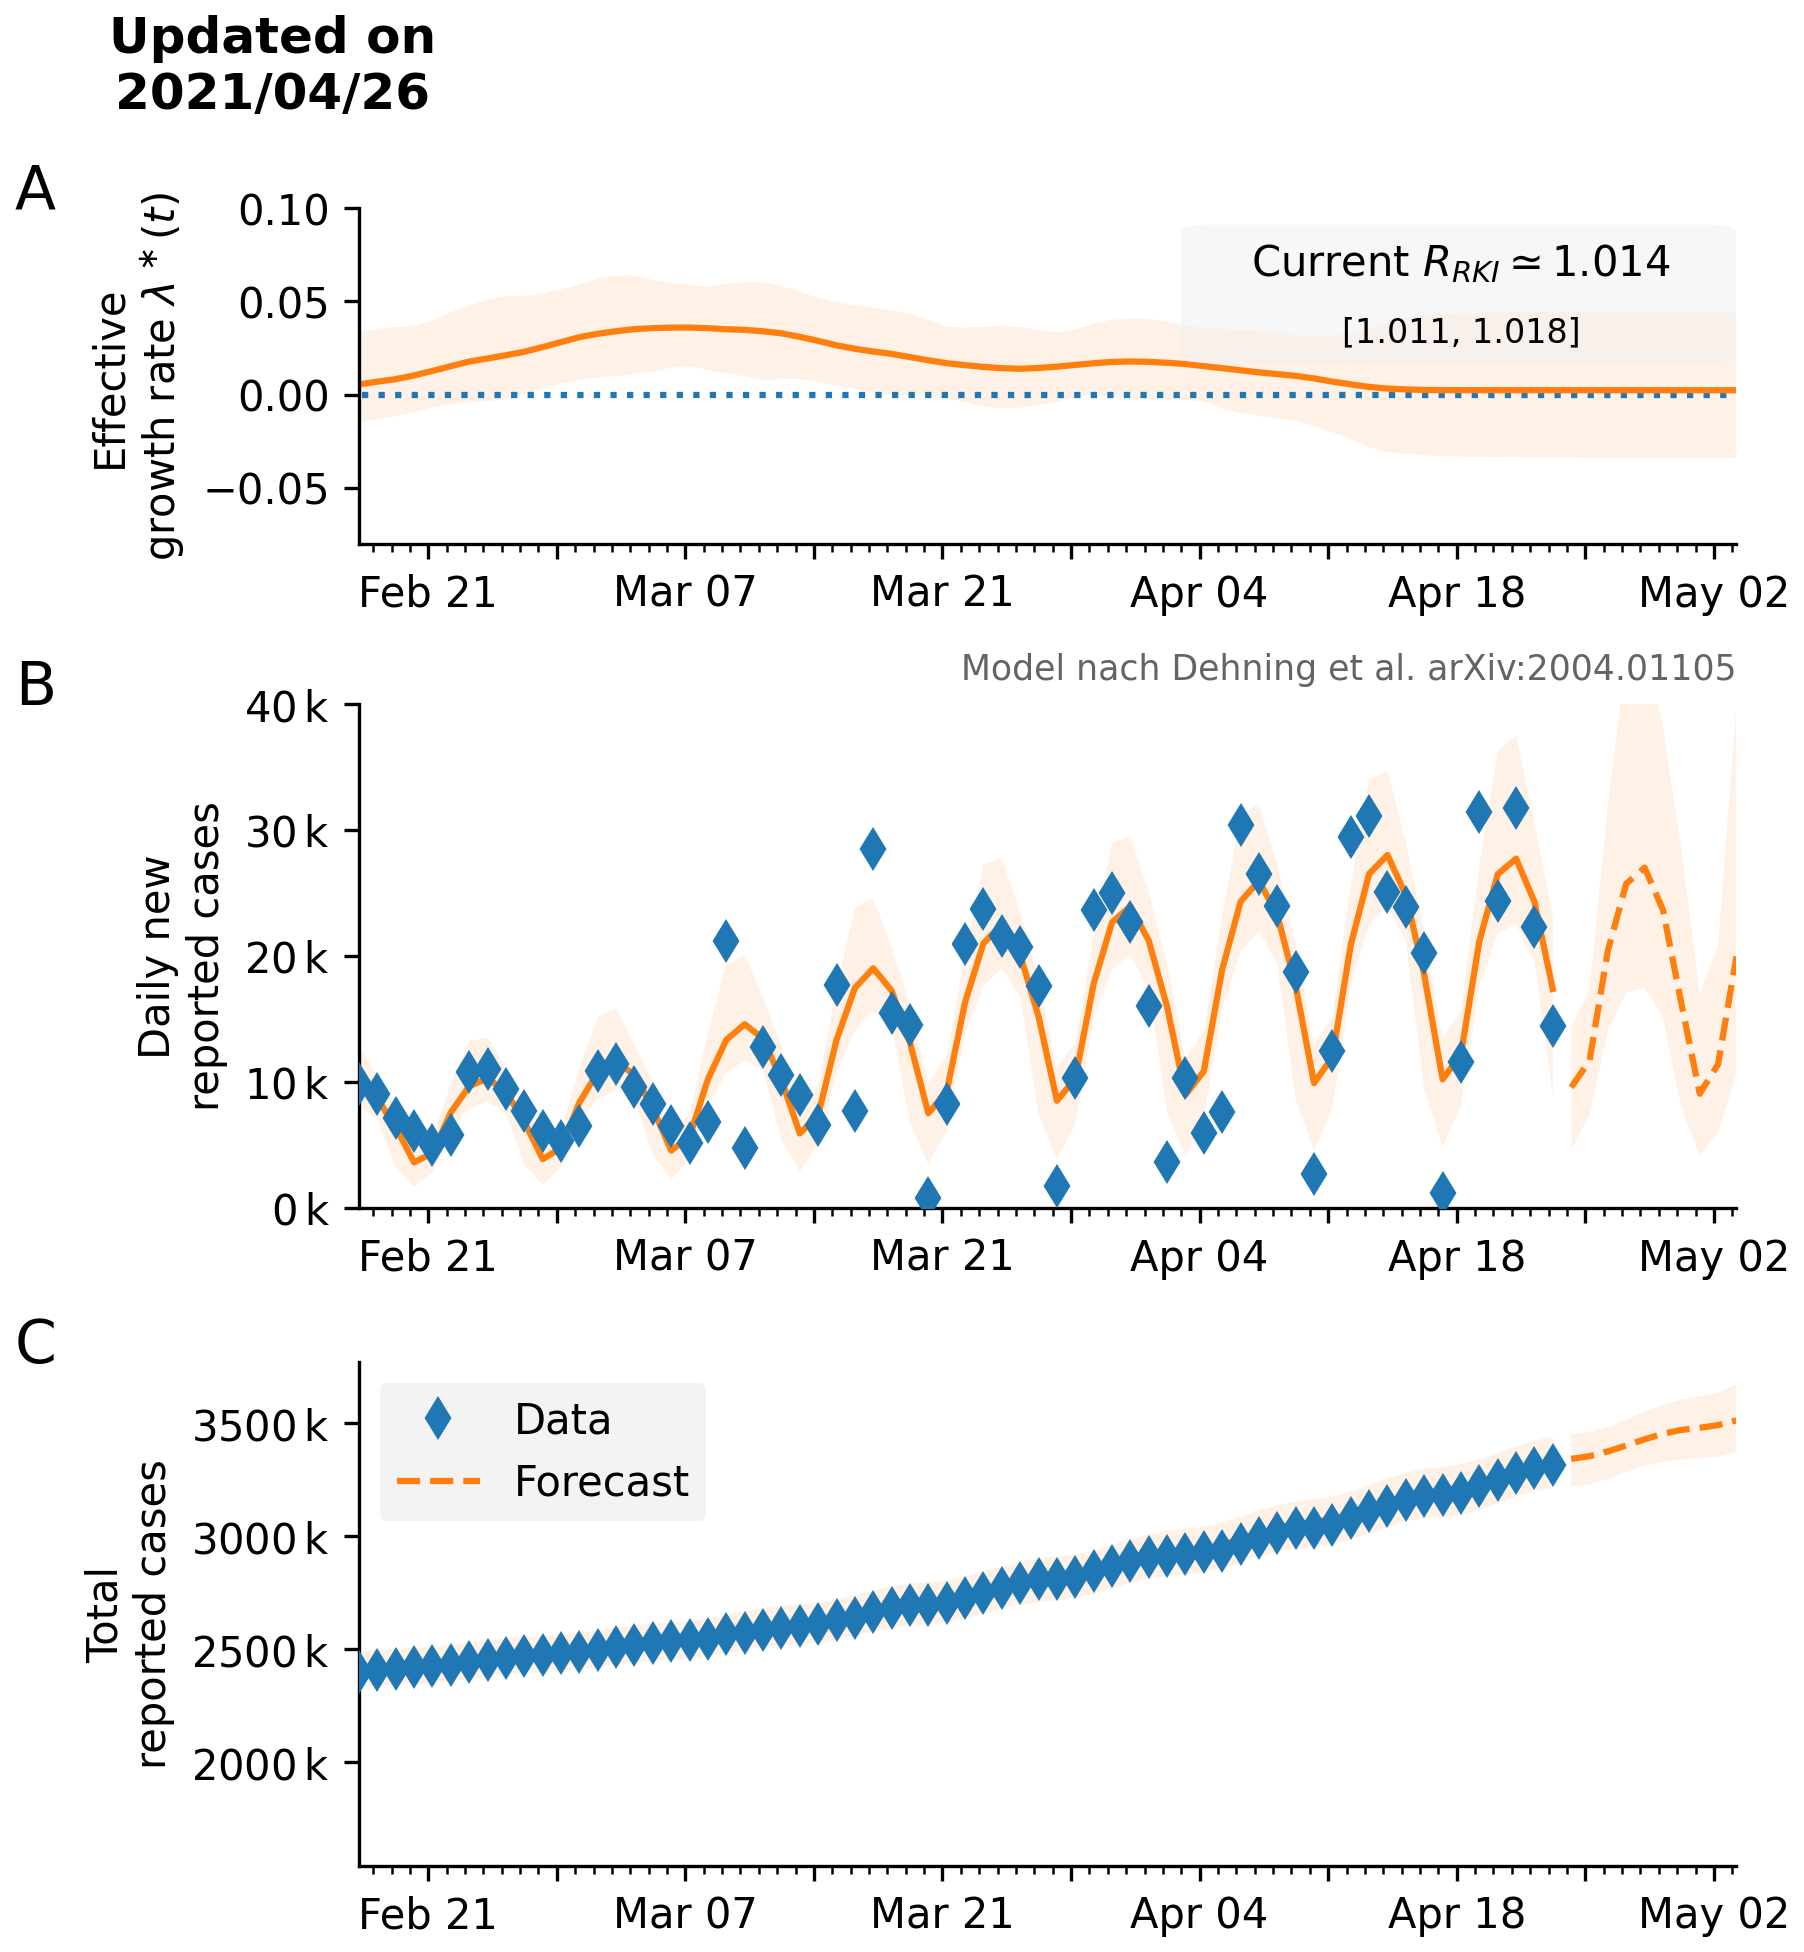 Updated on
2021/04/26
A
Effective
growth rate λ * (t)
0.10
0.05
0.00
−0.05
Current R_RKI ≃ 1.014
[1.011, 1.018]
Feb 21 Mar 07 Mar 21 Apr 04 Apr 18 May 02
Model nach Dehning et al. arXiv:2004.01105
B
Daily new
reported cases
40 k
30 k
20 k
10 k
0 k
Feb 21 Mar 07 Mar 21 Apr 04 Apr 18 May 02
C
Total
reported cases
3500 k
3000 k
2500 k
2000 k
Data
Forecast
Feb 21 Mar 07 Mar 21 Apr 04 Apr 18 May 02